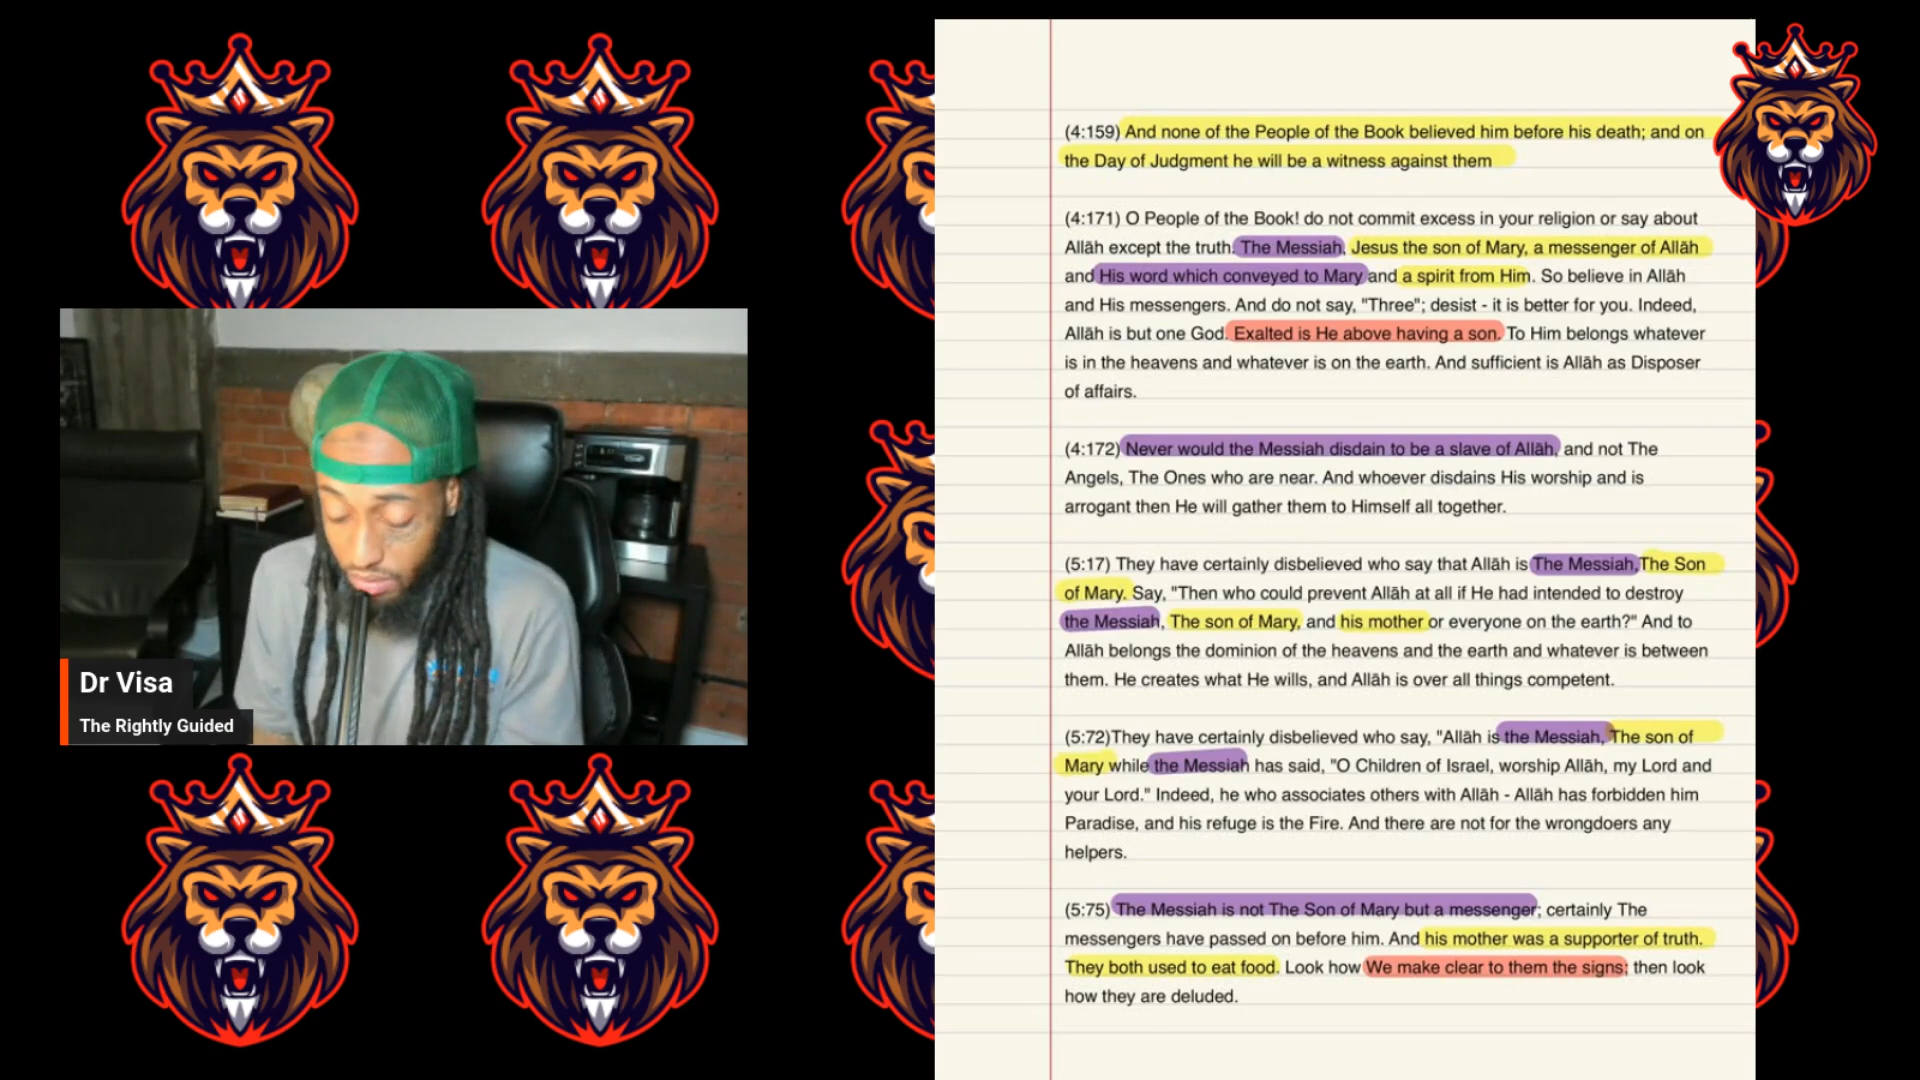 (4:159) And none of the People of the Book believed him before his death; and on
the Day of Judgment he will be a witness against them
(4:171) O People of the Book! do not commit excess in your religion or say about
Allāh except the truth. The Messiah, Jesus the son of Mary, a messenger of Allāh
and His word which conveyed to Mary and a spirit from Him. So believe in Allāh
and His messengers. And do not say, "Three"; desist - it is better for you. Indeed,
Allāh is but one God. Exalted is He above having a son. To Him belongs whatever
is in the heavens and whatever is on the earth. And sufficient is Allāh as Disposer
of affairs.
(4:172) Never would the Messiah disdain to be a slave of Allāh, and not The
Angels, The Ones who are near. And whoever disdains His worship and is
arrogant then He will gather them to Himself all together.
(5:17) They have certainly disbelieved who say that Allāh is The Messiah,The Son
of Mary. Say, "Then who could prevent Allāh at all if He had intended to destroy
the Messiah, The son of Mary, and his mother or everyone on the earth?" And to
Allāh belongs the dominion of the heavens and the earth and whatever is between
them. He creates what He wills, and Allāh is over all things competent.
(5:72)They have certainly disbelieved who say, "Allāh is the Messiah, The son of
Mary while the Messiah has said, "O Children of Israel, worship Allāh, my Lord and
your Lord." Indeed, he who associates others with Allāh - Allāh has forbidden him
Paradise, and his refuge is the Fire. And there are not for the wrongdoers any
helpers.
(5:75) The Messiah is not The Son of Mary but a messenger; certainly The
messengers have passed on before him. And his mother was a supporter of truth.
They both used to eat food. Look how We make clear to them the signs; then look
how they are deluded.
Dr Visa
The Rightly Guided